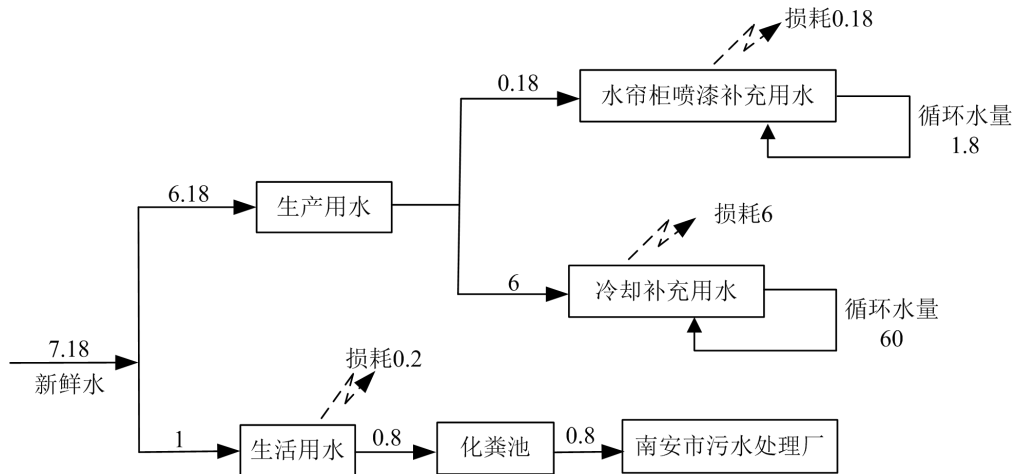 损耗0.18
0.18
水帘柜喷漆补充用水
循环水量
1.8
6.18
生产用水
损耗6
6
冷却补充用水
循环水量
60
7.18
新鲜水
损耗0.2
1
生活用水
0.8
化粪池
0.8
南安市污水处理厂